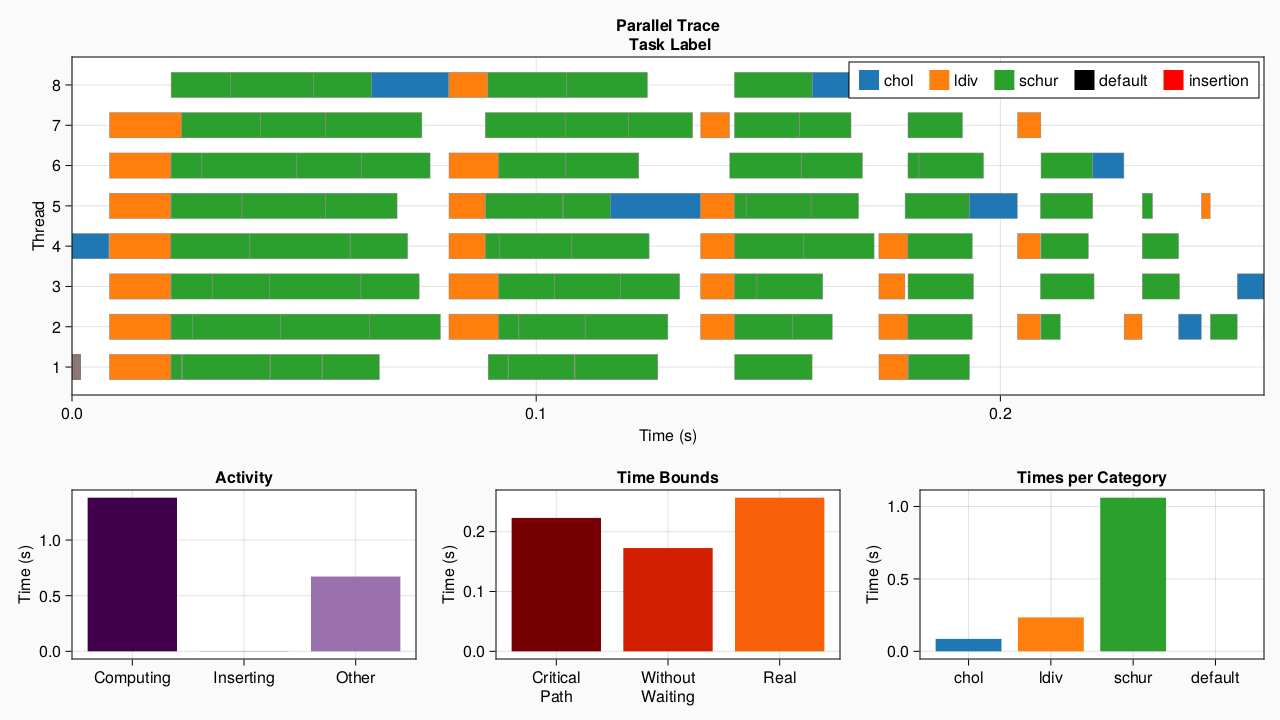 Parallel Trace
Task Label
chol ldiv schur default insertion
8
7
6
5
4
3
2
1
Thread
0.0 0.1 0.2
Time (s)
Activity
Time (s)
1.0
0.5
0.0
Computing Inserting Other
Time Bounds
Time (s)
0.2
0.1
0.0
Critical Path Without Waiting Real
Times per Category
Time (s)
1.0
0.5
0.0
chol ldiv schur default